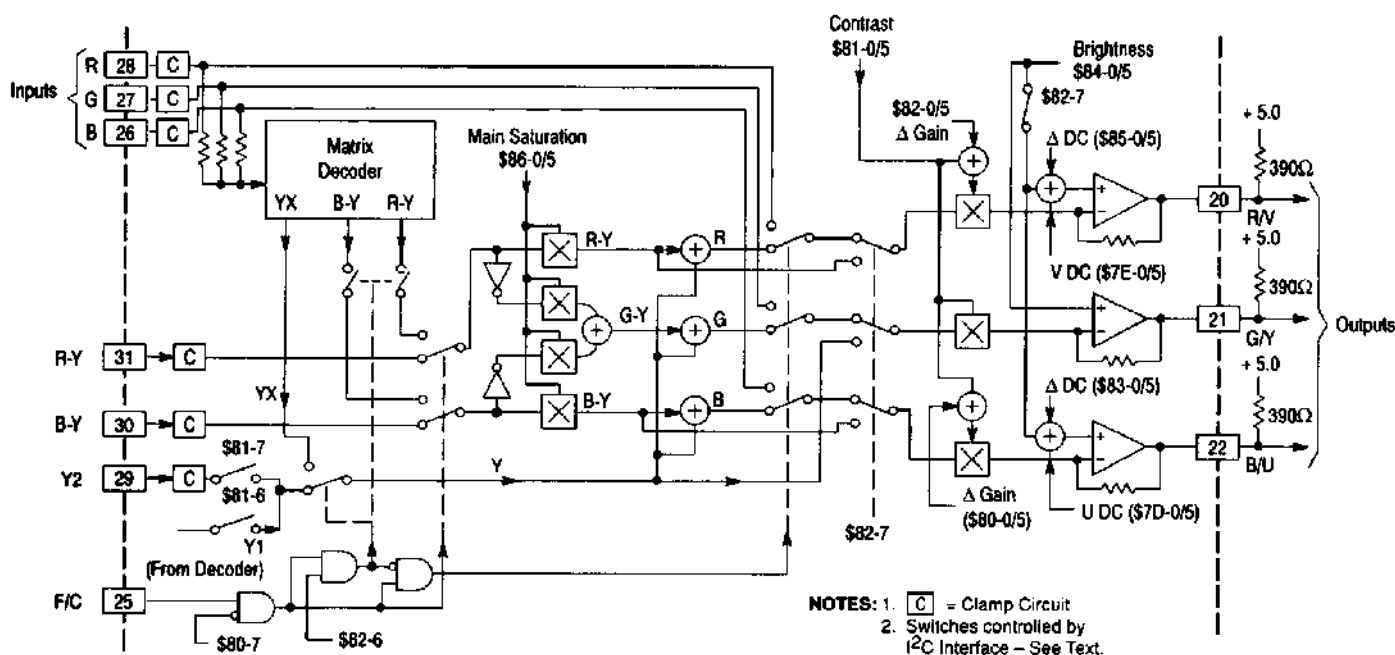 Contrast
$81-0/5
Brightness
$84-0/5
Inputs
R
28
C
G
27
C
B
26
C
$82-7
$82-0/5
Δ Gain
+ 5.0
Main Saturation
$86-0/5
Δ DC ($85-0/5)
Matrix
Decoder
YX
B-Y
R-Y
390Ω
20
R/V
R-Y
R
+
−
+ 5.0
V DC ($7E-0/5)
390Ω
G-Y
G
+
−
21
G/Y
Outputs
R-Y
31
C
+ 5.0
Δ DC ($83-0/5)
YX
B-Y
B
390Ω
B-Y
30
C
+
−
22
B/U
$81-7
Y2
29
C
$81-6
Y
Δ Gain
($80-0/5)
U DC ($7D-0/5)
$82-7
Y1
(From Decoder)
F/C
25
$80-7
$82-6
NOTES: 1. C = Clamp Circuit
2. Switches controlled by
I2C Interface – See Text.